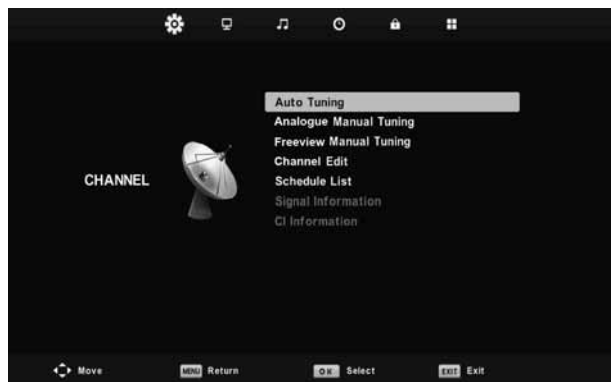 Auto Tuning
Analogue Manual Tuning
Freeview Manual Tuning
Channel Edit
CHANNEL
Schedule List
Signal Information
CI Information
Move
MENU Return
OK Select
EXIT Exit